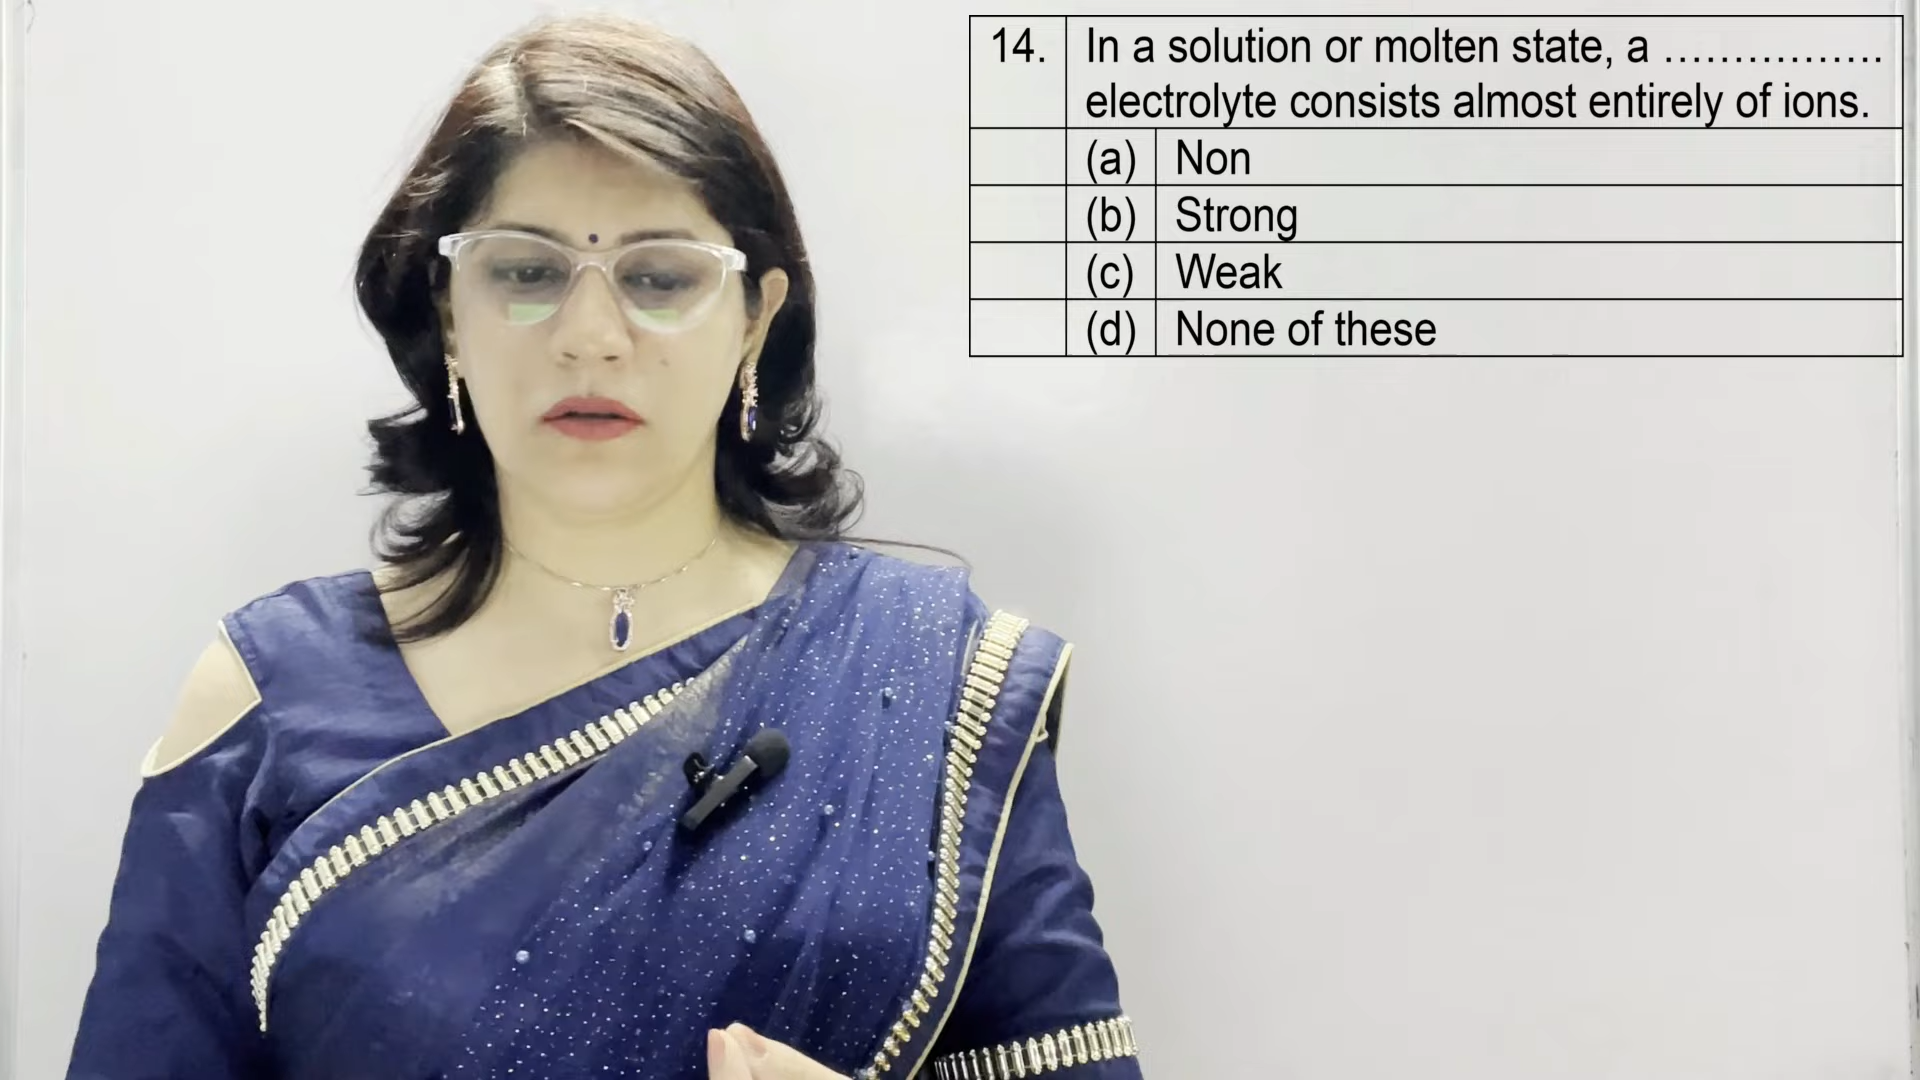 14. In a solution or molten state, a ................
electrolyte consists almost entirely of ions.
(a) Non
(b) Strong
(c) Weak
(d) None of these